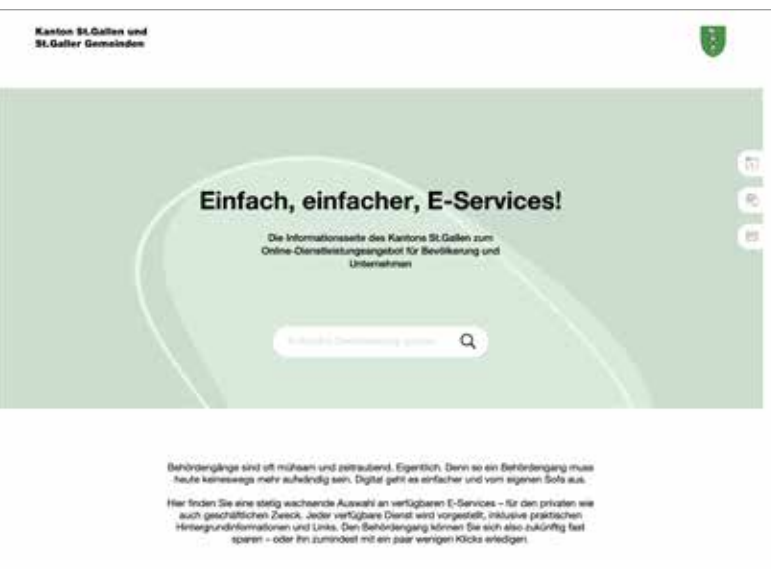 Kanton St.Gallen und
St.Galler Gemeinden
Einfach, einfacher, E-Services!
Die Informationsseite des Kantons St.Gallen zum
Online-Dienstleistungsangebot für Bevölkerung und
Unternehmen
Behördengänge sind oft mühsam und zeitraubend. Eigentlich. Denn so ein Behördengang muss
heute keineswegs mehr aufwändig sein. Digital geht es einfacher und vom eigenen Sofa aus.
Hier finden Sie eine stetig wachsende Auswahl an verfügbaren E-Services – für den privaten wie
auch geschäftlichen Zweck. Jeder verfügbare Dienst wird vorgestellt, inklusive praktischen
Hintergrundinformationen und Links. Den Behördengang können Sie sich also zukünftig fast
sparen – oder ihn zumindest mit ein paar wenigen Klicks erledigen.